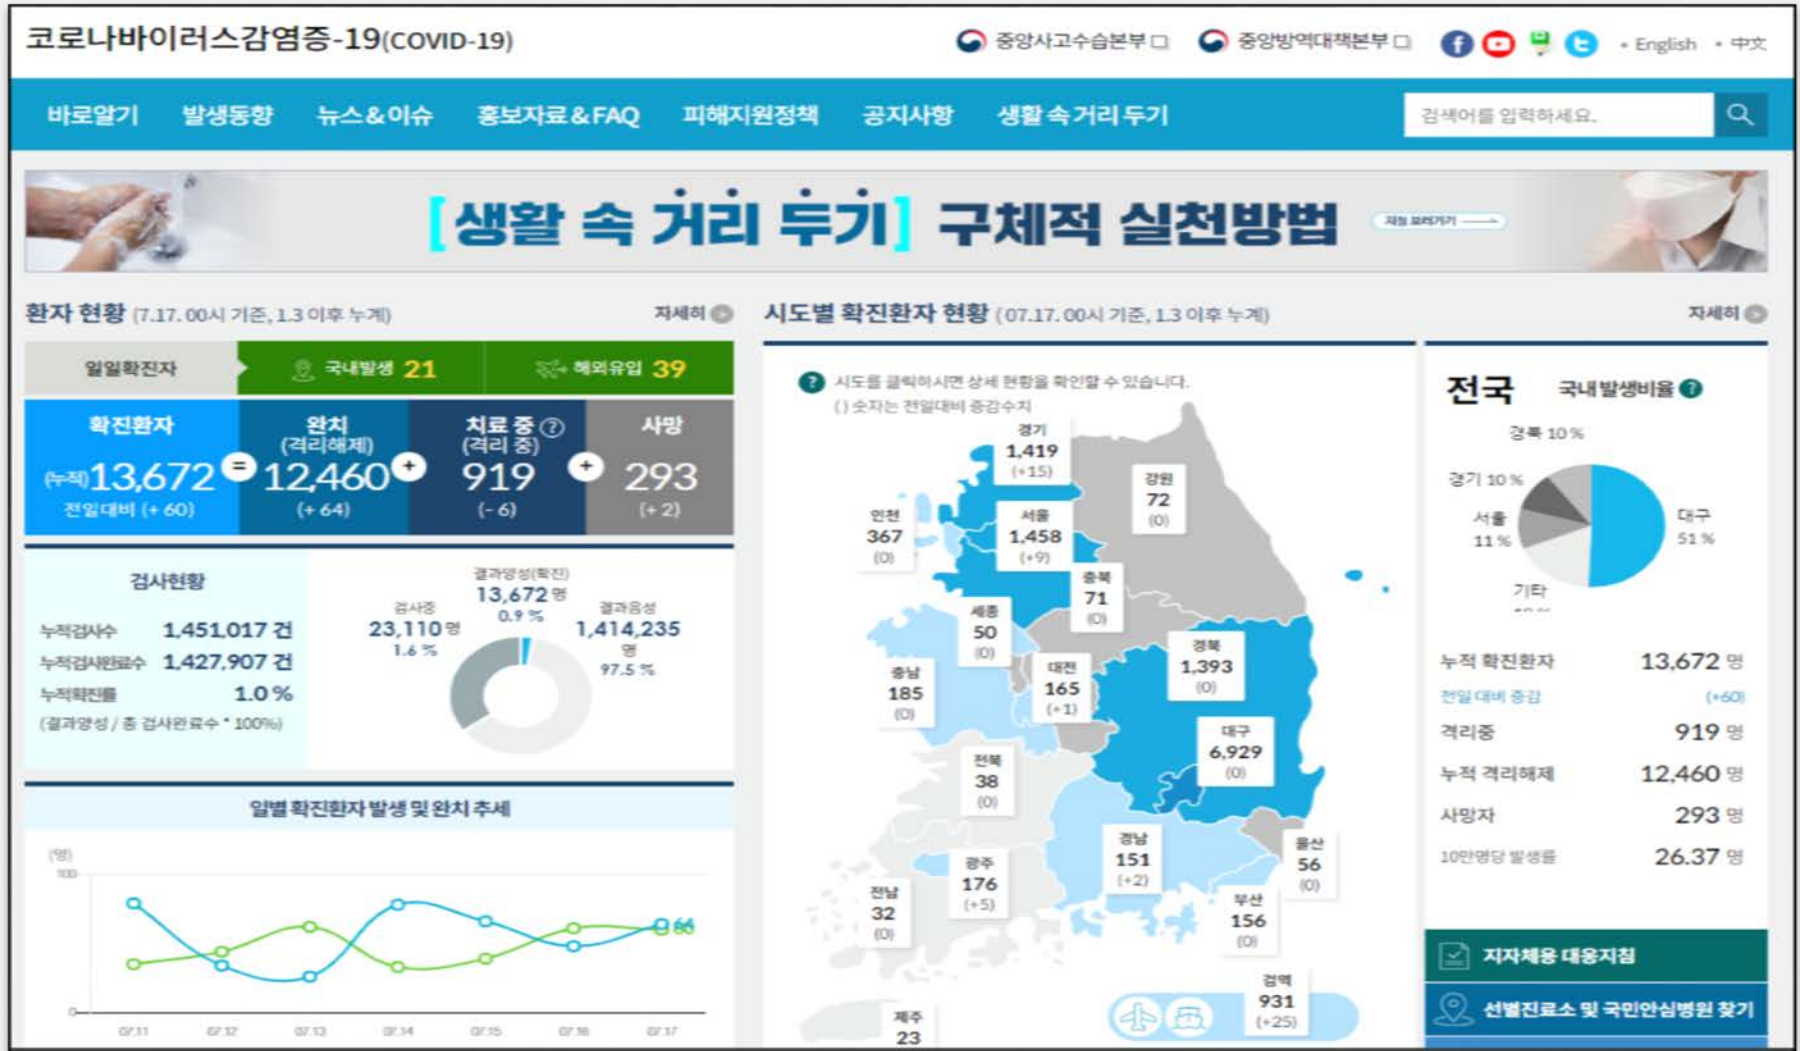 코로나바이러스감염증-19(COVID-19)
중앙사고수습본부
중앙방역대책본부
• English • 中文
바로알기 발생동향 뉴스&이슈 홍보자료&FAQ 피해지원정책 공지사항 생활 속 거리 두기
검색어를 입력하세요.
[생활 속 거리 두기] 구체적 실천방법
지침 보러가기
환자 현황 (7.17. 00시 기준, 1.3 이후 누계)
자세히
일일확진자
국내발생 21
해외유입 39
확진환자
(누적)13,672
전일대비 (+ 60)
=
완치
(격리해제)
12,460
(+ 64)
+
치료 중 ?
(격리 중)
919
(- 6)
+
사망
293
(+ 2)
검사현황
누적검사수 1,451,017 건
누적검사완료수 1,427,907 건
누적확진률 1.0 %
(결과양성 / 총 검사완료수 * 100%)
결과양성(확진)
13,672 명
0.9 %
검사중
23,110 명
1.6 %
결과음성
1,414,235
명
97.5 %
일별 확진환자 발생 및 완치 추세
(명)
100
0
64
60
07.11 07.12 07.13 07.14 07.15 07.16 07.17
시도별 확진환자 현황 ( 07.17. 00시 기준, 1.3 이후 누계)
자세히
? 시도를 클릭하시면 상세 현황을 확인할 수 있습니다.
( ) 숫자는 전일대비 증감수치
경기
1,419
(+15)
강원
72
(0)
인천
367
(0)
서울
1,458
(+9)
충북
71
(0)
세종
50
(0)
경북
1,393
(0)
대전
165
(+1)
충남
185
(0)
대구
6,929
(0)
전북
38
(0)
경남
151
(+2)
울산
56
(0)
광주
176
(+5)
전남
32
(0)
부산
156
(0)
검역
931
(+25)
제주
23
전국
국내 발생비율 ?
경북 10 %
경기 10 %
서울
11 %
대구
51 %
기타
누적 확진환자 13,672 명
전일 대비 증감 (+60)
격리중 919 명
누적 격리해제 12,460 명
사망자 293 명
10만명당 발생률 26.37 명
지자체용 대응지침
선별진료소 및 국민안심병원 찾기